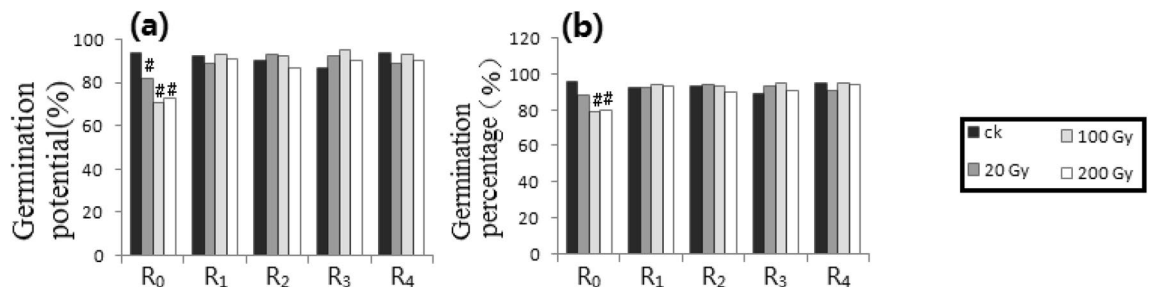 (a)
Germination
potential(%)
100
80
60
40
20
0
#
##
R₀ R₁ R₂ R₃ R₄
(b)
Germination
percentage (%)
120
100
80
60
40
20
0
##
R₀ R₁ R₂ R₃ R₄
ck 100 Gy
20 Gy 200 Gy